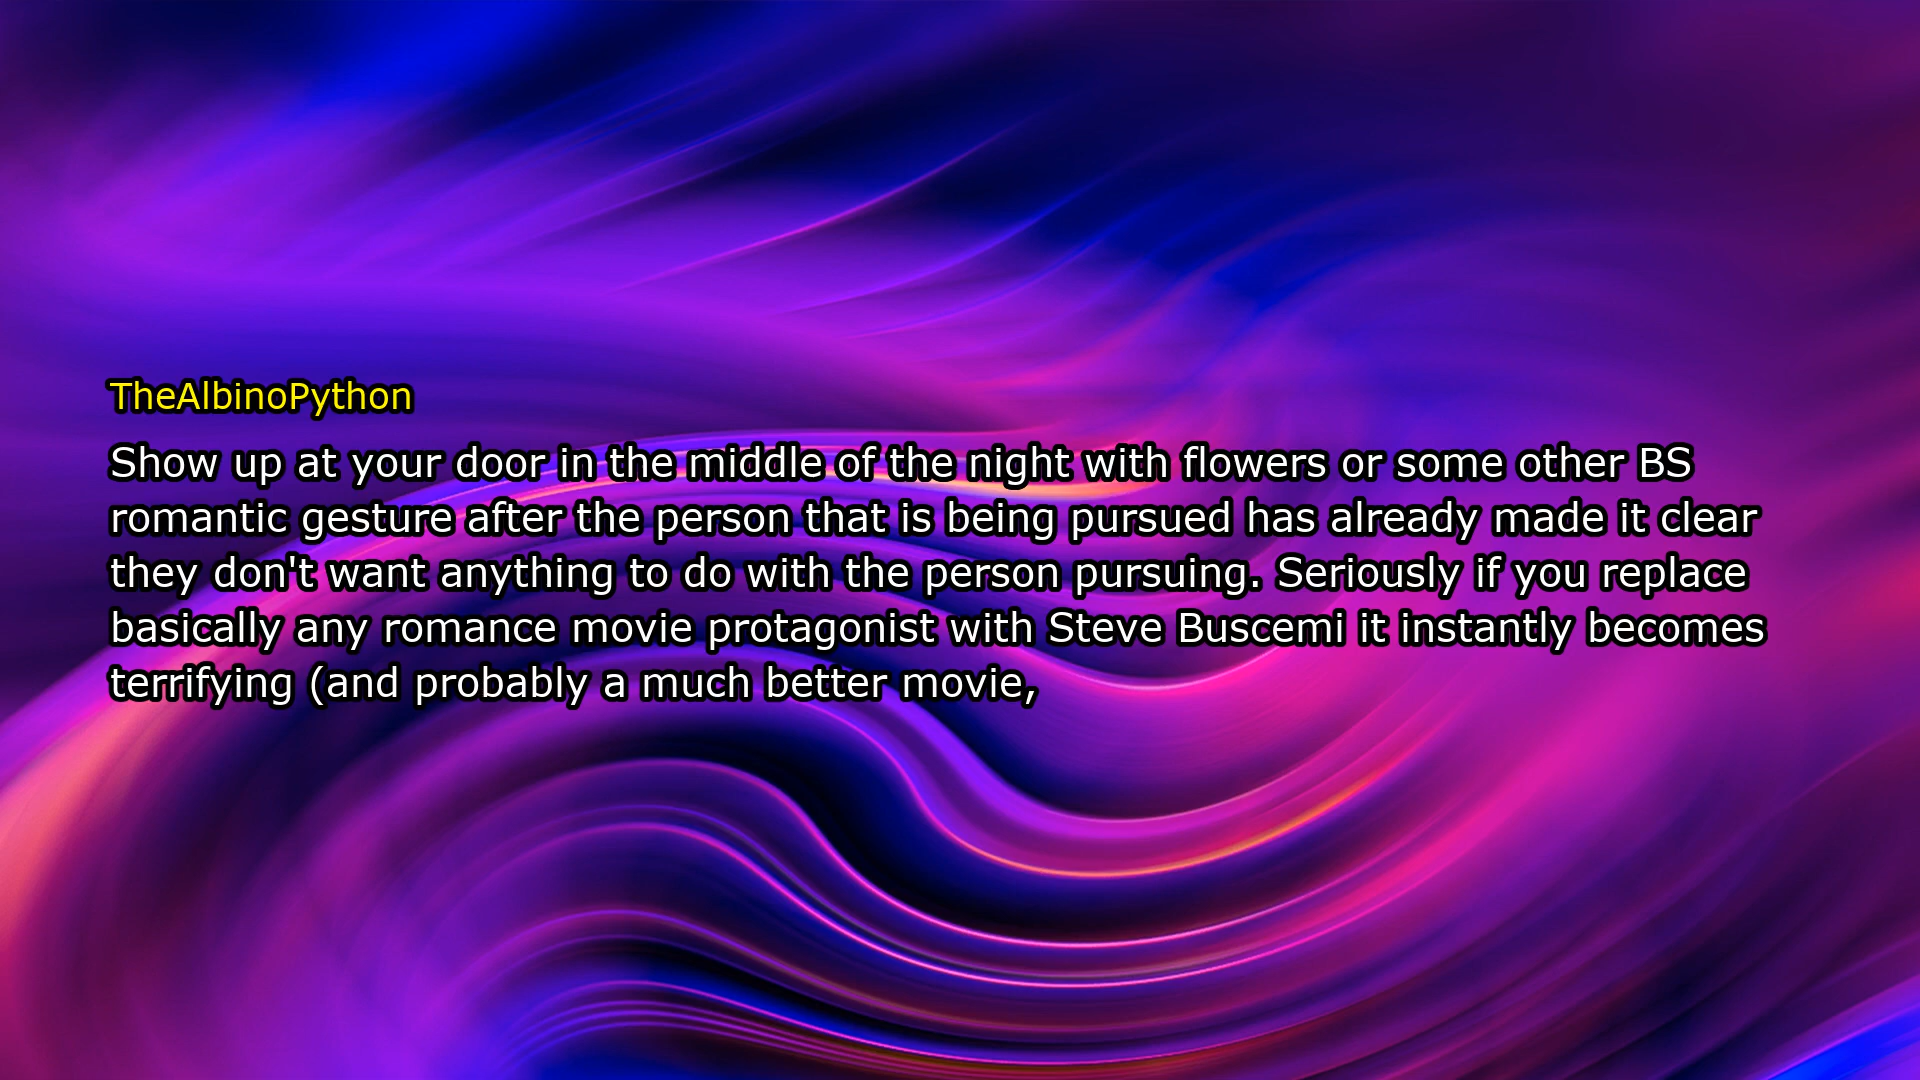 TheAlbinoPython
Show up at your door in the middle of the night with flowers or some other BS
romantic gesture after the person that is being pursued has already made it clear
they don't want anything to do with the person pursuing. Seriously if you replace
basically any romance movie protagonist with Steve Buscemi it instantly becomes
terrifying (and probably a much better movie,